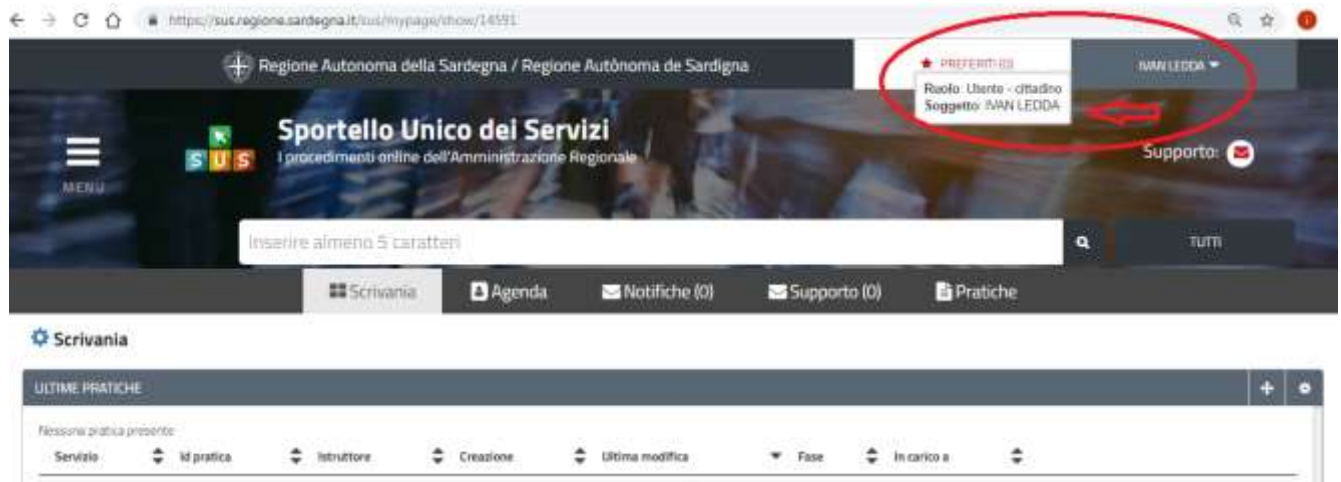 https://sus.regione.sardegna.it/sus/mypage/show/14591
Regione Autonoma della Sardegna / Regione Autònoma de Sardigna
PREFERITI (0)
IVAN LEDDA
Ruolo: Utente - cittadino
Soggetto: IVAN LEDDA
Sportello Unico dei Servizi
I procedimenti online dell'Amministrazione Regionale
SUS
MENU
Supporto:
Inserire almeno 5 caratteri
TUTTI
Scrivania Agenda Notifiche (0) Supporto (0) Pratiche
Scrivania
ULTIME PRATICHE
Nessuna pratica presente
Servizio Id pratica Istruttore Creazione Ultima modifica Fase In carico a